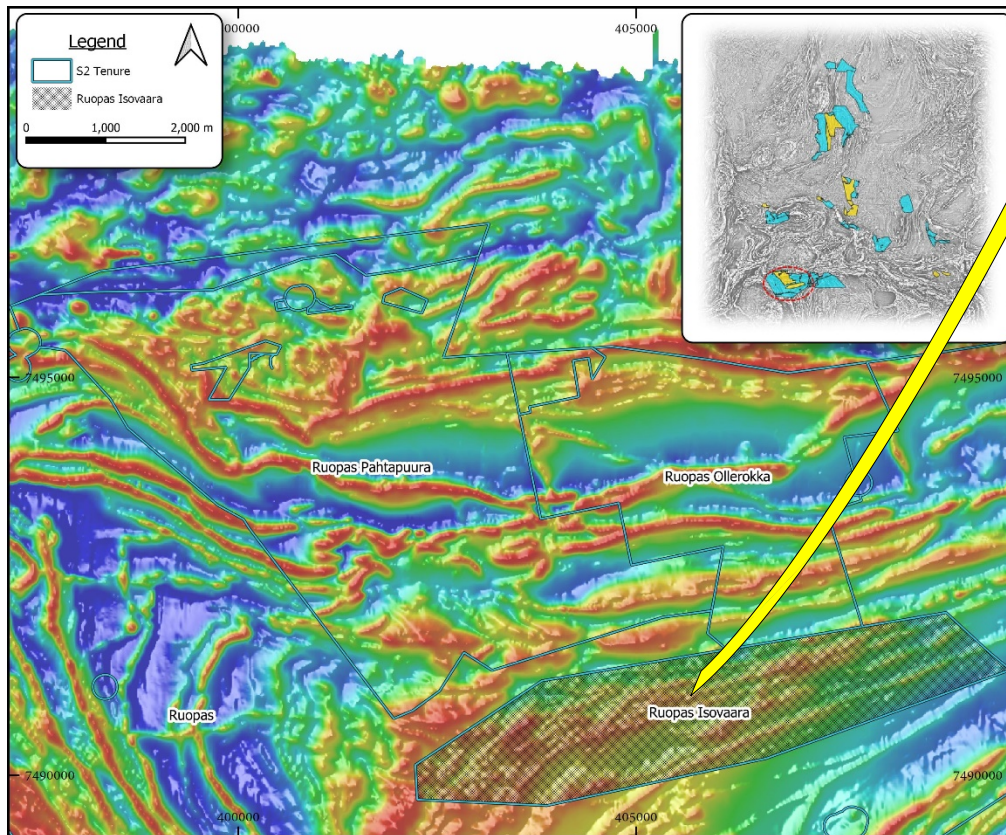 Legend
S2 Tenure
Ruopas Isovaara
0 1,000 2,000 m
00000
405000
7495000
7495000
Ruopas Pahtapuura
Ruopas Ollerokka
Ruopas
Ruopas Isovaara
7490000
7490000
400000
405000